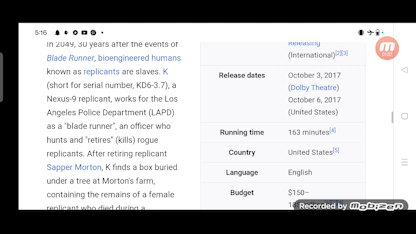 5:16
In 2049, 30 years after the events of
Blade Runner, bioengineered humans
known as replicants are slaves. K
(short for serial number, KD6-3.7), a
Nexus-9 replicant, works for the Los
Angeles Police Department (LAPD)
as a "blade runner", an officer who
hunts and "retires" (kills) rogue
replicants. After retiring replicant
Sapper Morton, K finds a box buried
under a tree at Morton's farm,
containing the remains of a female
replicant who died during a
Releasing
(International)[2][3]
Release dates
October 3, 2017
(Dolby Theatre)
October 6, 2017
(United States)
Running time
163 minutes[4]
Country
United States[5]
Language
English
Budget
$150–
Recorded by Mobizen